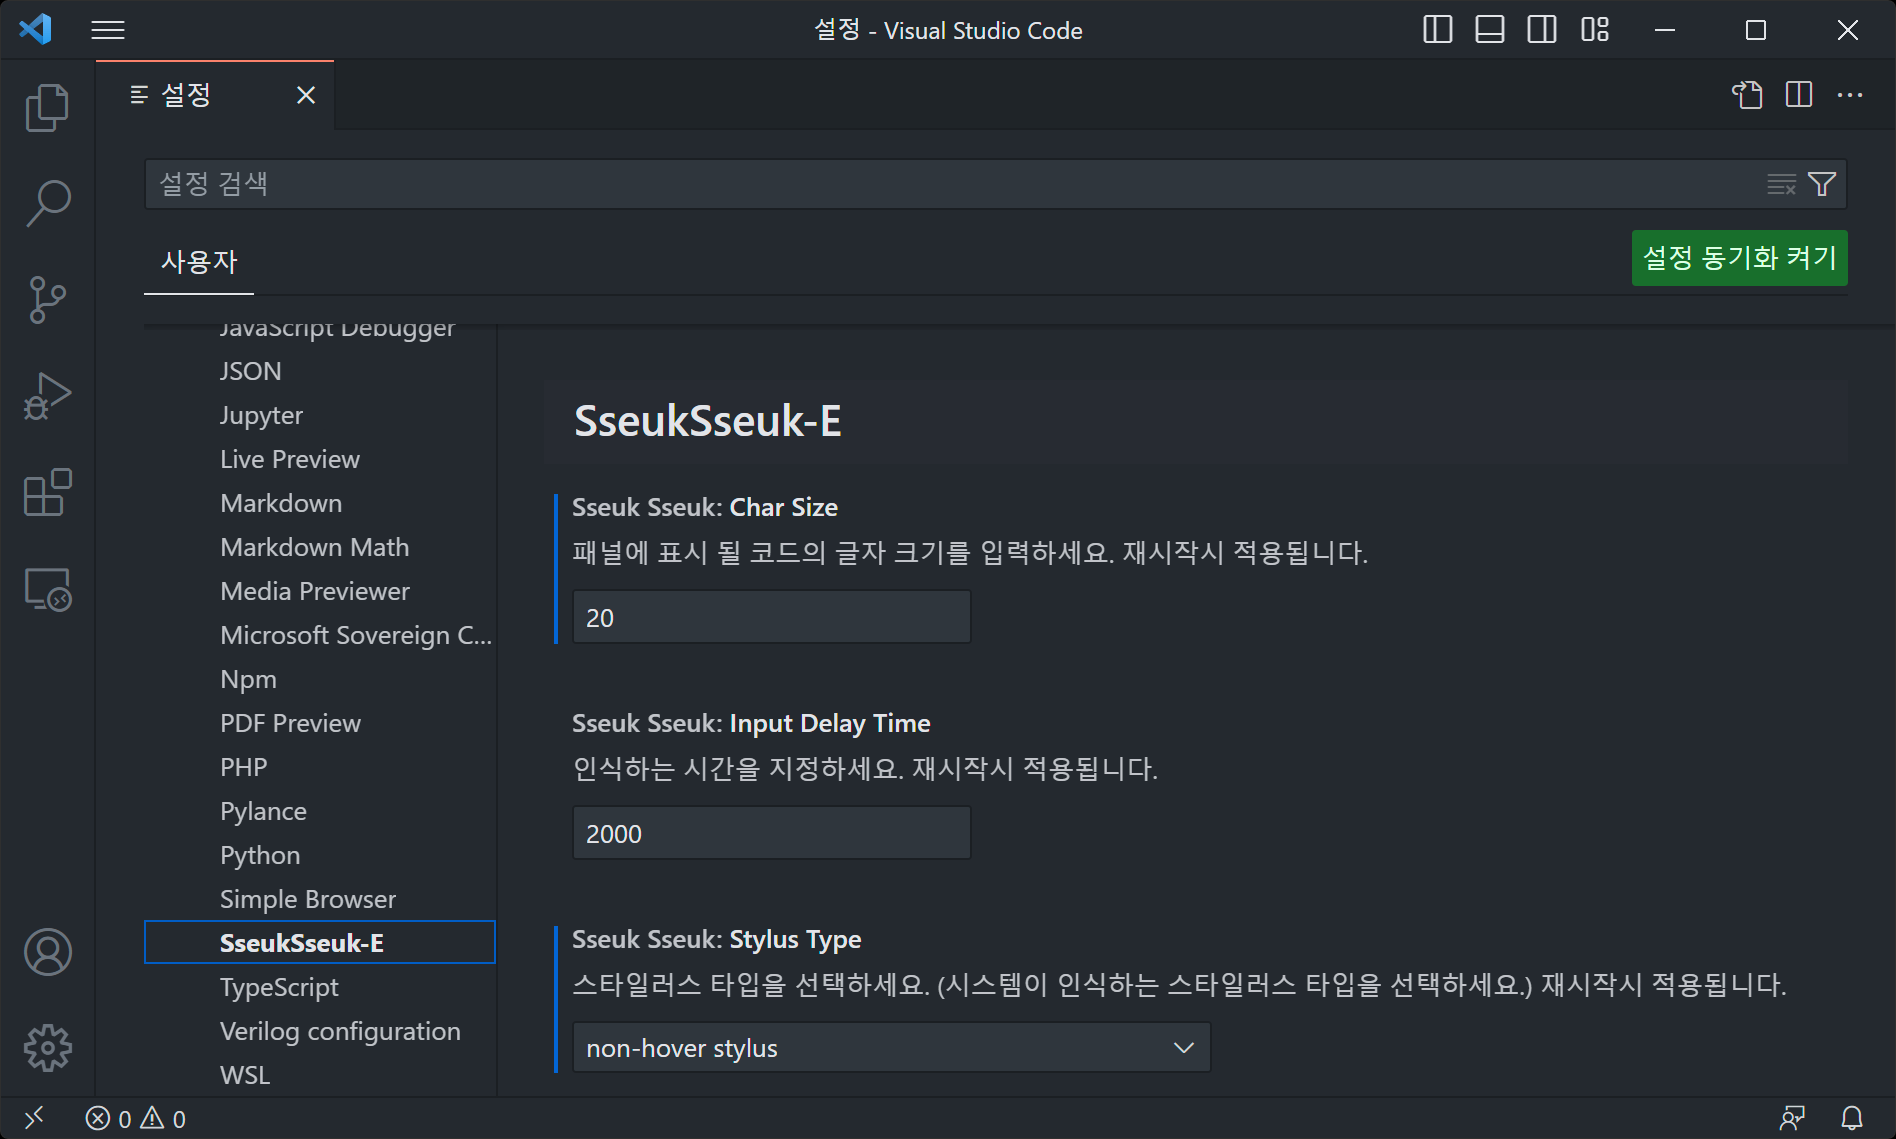 설정 - Visual Studio Code
설정
설정 검색
사용자
설정 동기화 켜기
JavaScript Debugger
JSON
Jupyter
Live Preview
Markdown
Markdown Math
Media Previewer
Microsoft Sovereign C...
Npm
PDF Preview
PHP
Pylance
Python
Simple Browser
SseukSseuk-E
TypeScript
Verilog configuration
WSL
SseukSseuk-E
Sseuk Sseuk: Char Size
패널에 표시 될 코드의 글자 크기를 입력하세요. 재시작시 적용됩니다.
20
Sseuk Sseuk: Input Delay Time
인식하는 시간을 지정하세요. 재시작시 적용됩니다.
2000
Sseuk Sseuk: Stylus Type
스타일러스 타입을 선택하세요. (시스템이 인식하는 스타일러스 타입을 선택하세요.) 재시작시 적용됩니다.
non-hover stylus
0 0